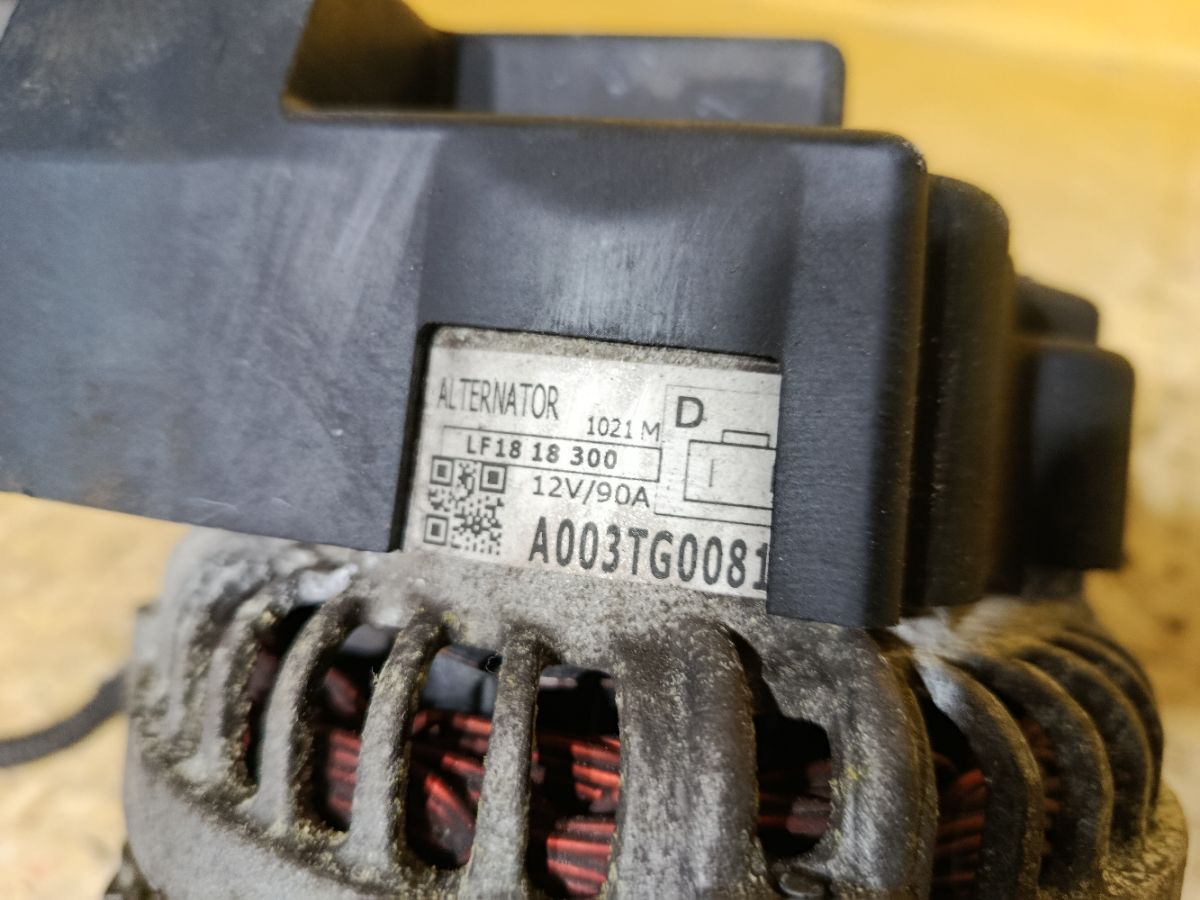 ALTERNATOR
1021 M
D
LF18 18 300
12V/90A
A003TG0081